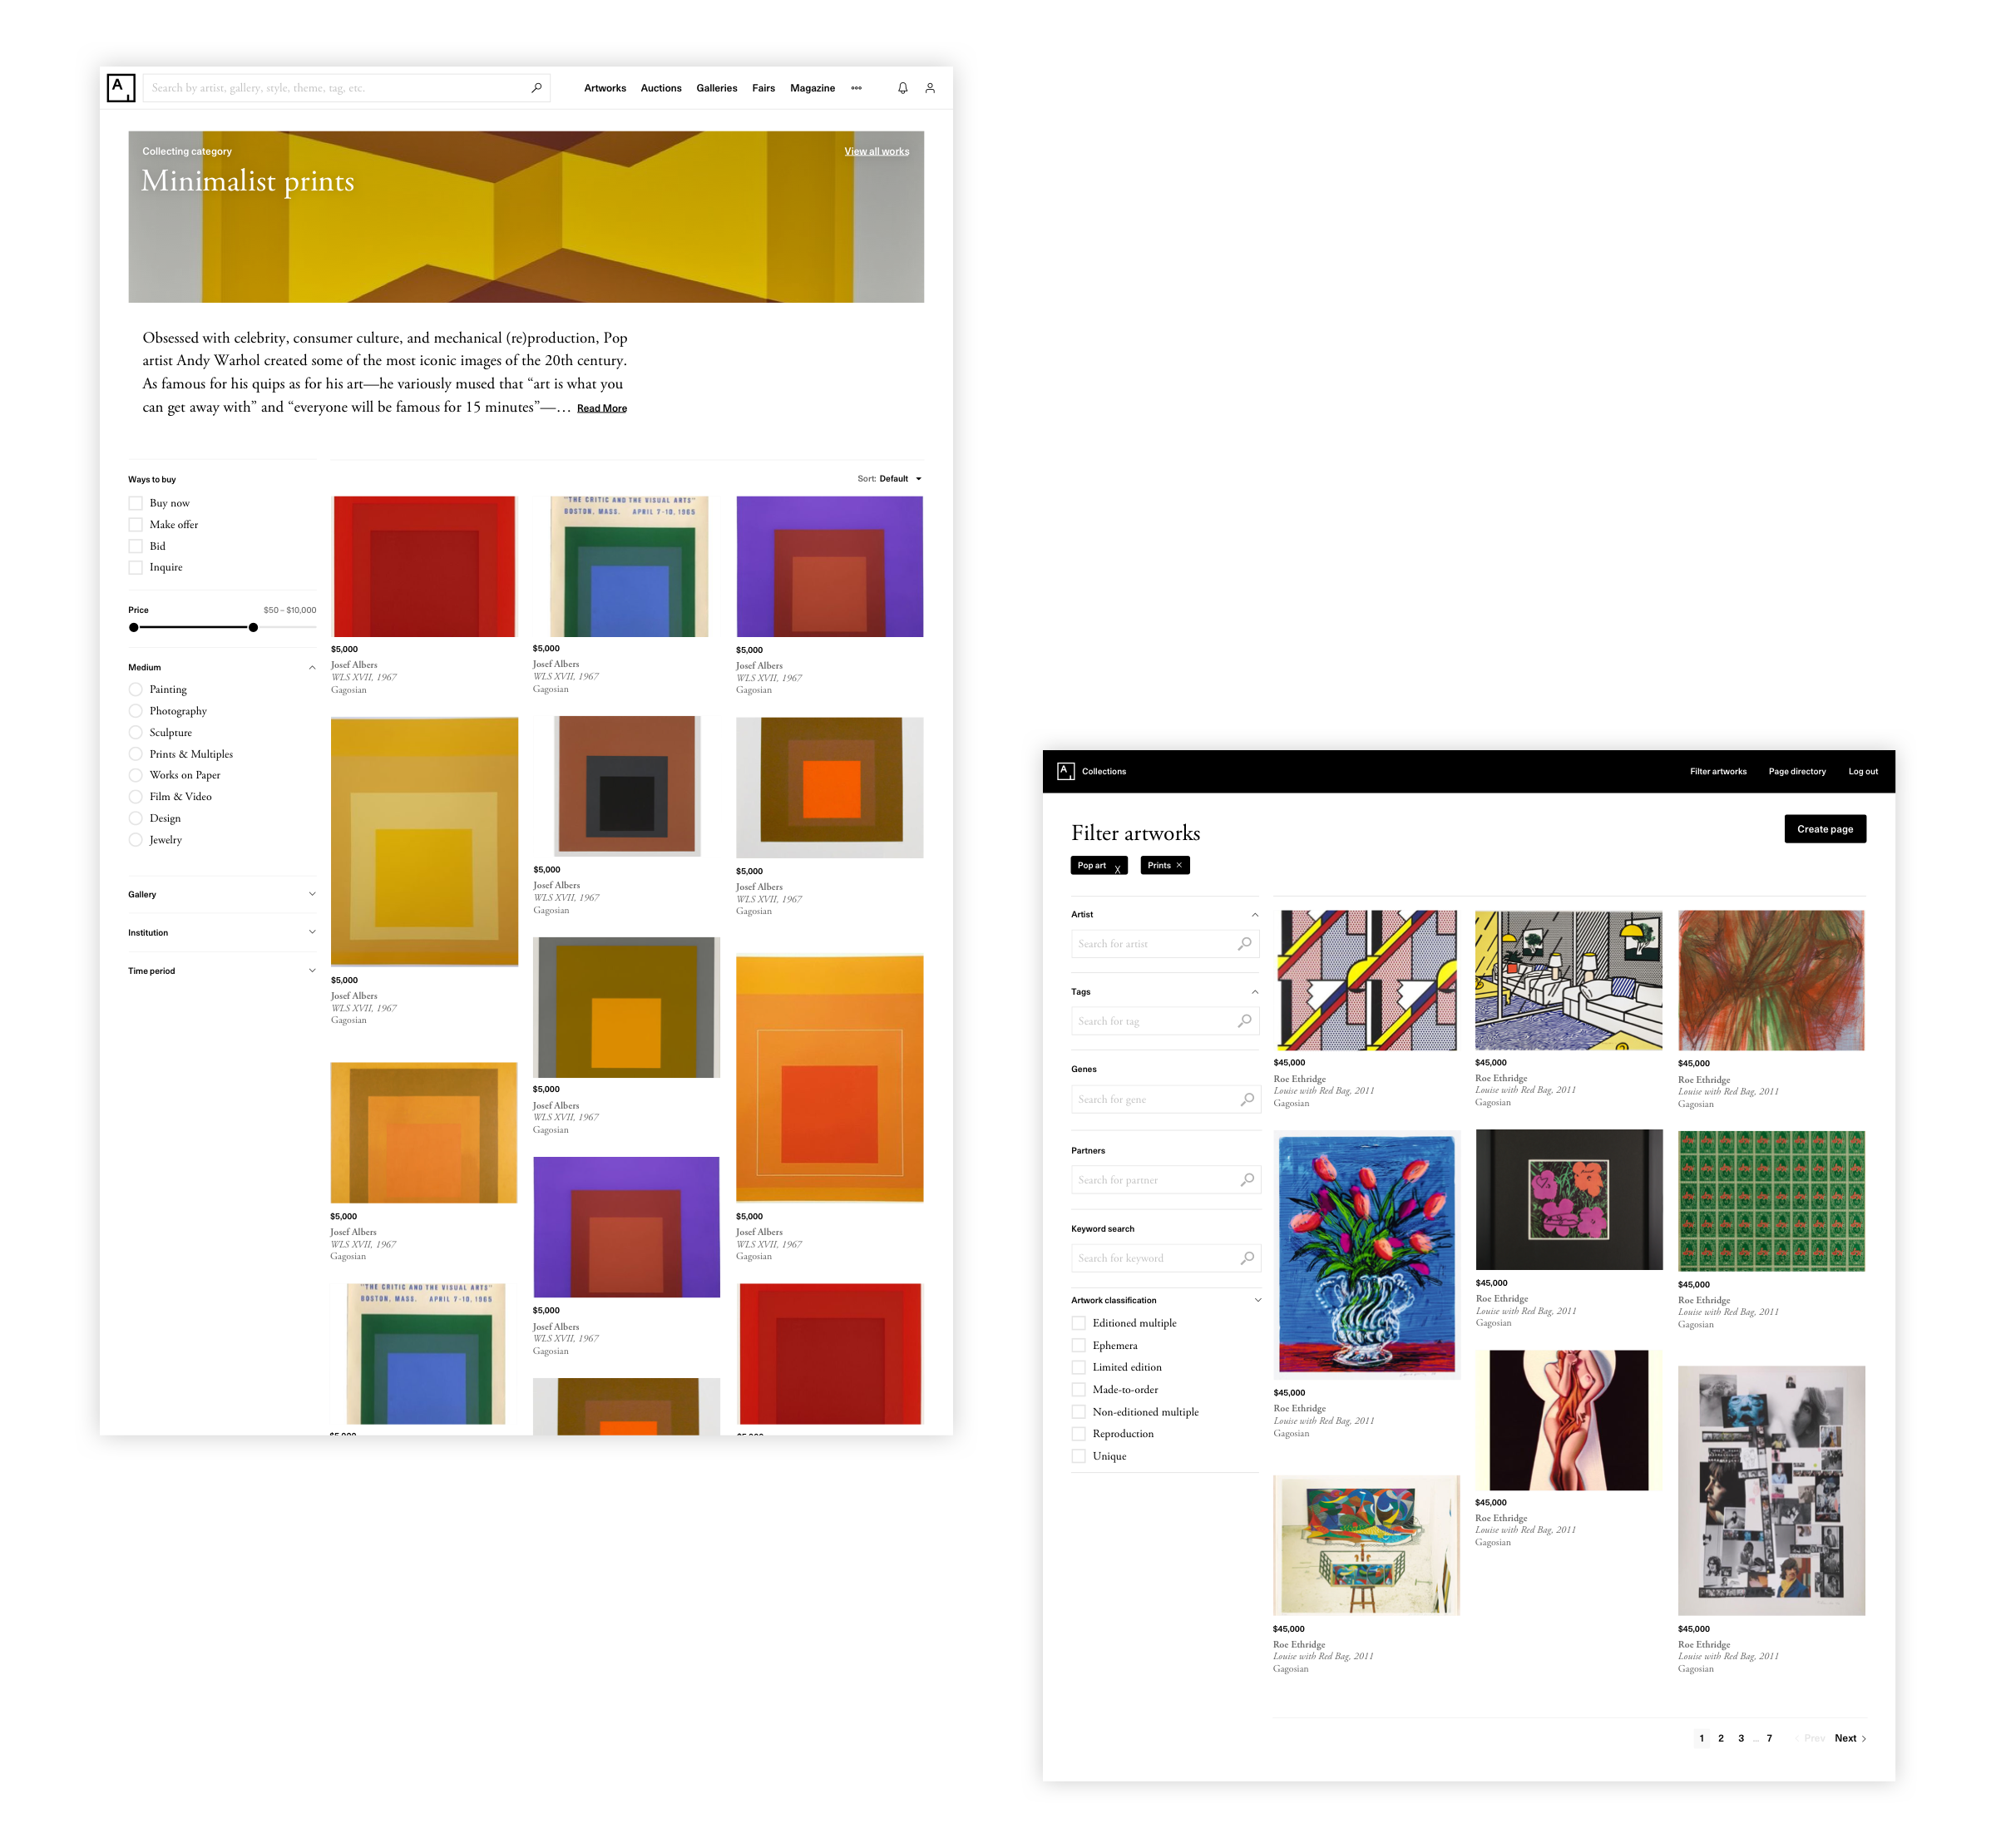 A
Search by artist, gallery, style, theme, tag, etc.
Artworks Auctions Galleries Fairs Magazine
Collecting category
View all works
Minimalist prints
Obsessed with celebrity, consumer culture, and mechanical (re)production, Pop
artist Andy Warhol created some of the most iconic images of the 20th century.
As famous for his quips as for his art—he variously mused that “art is what you
can get away with” and “everyone will be famous for 15 minutes”—… Read More
Ways to buy
Buy now
Make offer
Bid
Inquire
Price $50 – $10,000
Medium
Painting
Photography
Sculpture
Prints & Multiples
Works on Paper
Film & Video
Design
Jewelry
Gallery
Institution
Time period
Sort: Default
"THE CRITIC AND THE VISUAL ARTS"
BOSTON, MASS. APRIL 7-10, 1965
$5,000
Josef Albers
WLS XVII, 1967
Gagosian
$5,000
Josef Albers
WLS XVII, 1967
Gagosian
$5,000
Josef Albers
WLS XVII, 1967
Gagosian
$5,000
Josef Albers
WLS XVII, 1967
Gagosian
$5,000
Josef Albers
WLS XVII, 1967
Gagosian
$5,000
Josef Albers
WLS XVII, 1967
Gagosian
$5,000
Josef Albers
WLS XVII, 1967
Gagosian
$5,000
Josef Albers
WLS XVII, 1967
Gagosian
$5,000
Josef Albers
WLS XVII, 1967
Gagosian
$5,000
Josef Albers
WLS XVII, 1967
Gagosian
"THE CRITIC AND THE VISUAL ARTS"
BOSTON, MASS. APRIL 7-10, 1965
$5,000
$5,000
A
Collections
Filter artworks Page directory Log out
Filter artworks
Create page
Pop art X
Prints ×
Artist
Search for artist
Tags
Search for tag
Genes
Search for gene
Partners
Search for partner
Keyword search
Search for keyword
Artwork classification
Editioned multiple
Ephemera
Limited edition
Made-to-order
Non-editioned multiple
Reproduction
Unique
$45,000
Roe Ethridge
Louise with Red Bag, 2011
Gagosian
$45,000
Roe Ethridge
Louise with Red Bag, 2011
Gagosian
$45,000
Roe Ethridge
Louise with Red Bag, 2011
Gagosian
$45,000
Roe Ethridge
Louise with Red Bag, 2011
Gagosian
$45,000
Roe Ethridge
Louise with Red Bag, 2011
Gagosian
$45,000
Roe Ethridge
Louise with Red Bag, 2011
Gagosian
$45,000
Roe Ethridge
Louise with Red Bag, 2011
Gagosian
$45,000
Roe Ethridge
Louise with Red Bag, 2011
Gagosian
$45,000
Roe Ethridge
Louise with Red Bag, 2011
Gagosian
1 2 3 ... 7 Prev Next